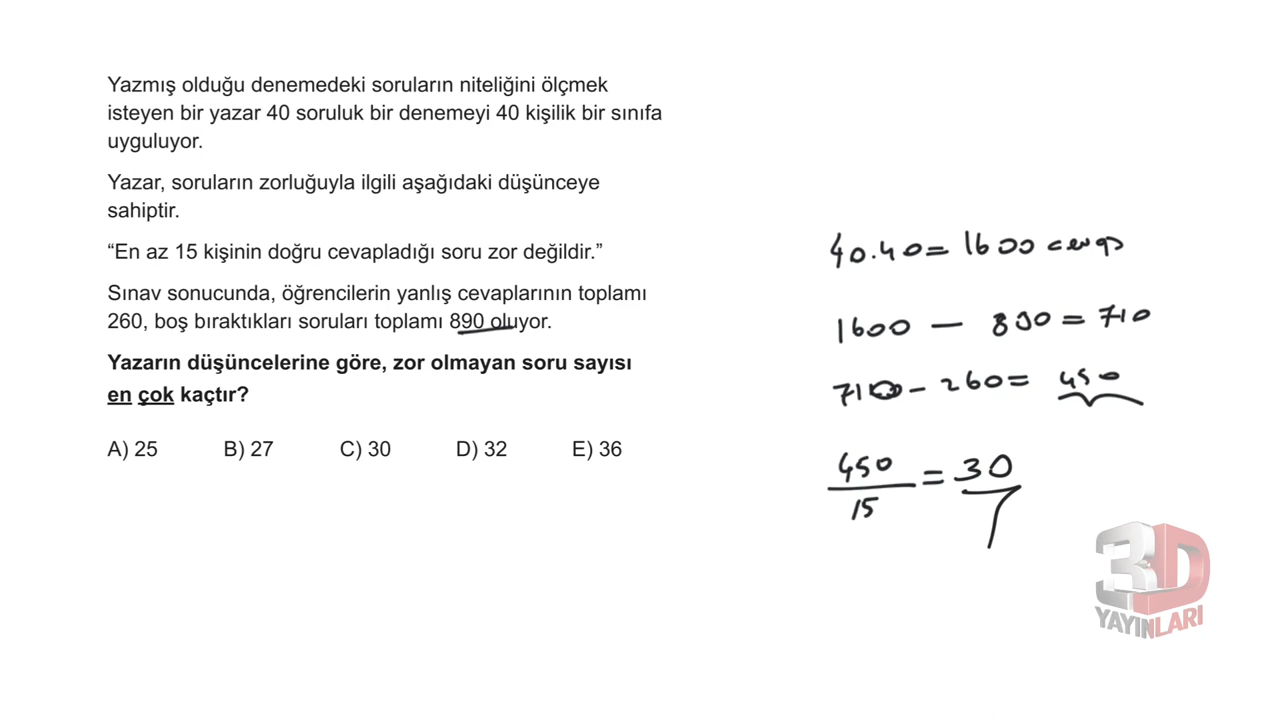 Yazmış olduğu denemedeki soruların niteliğini ölçmek
isteyen bir yazar 40 soruluk bir denemeyi 40 kişilik bir sınıfa
uyguluyor.
Yazar, soruların zorluğuyla ilgili aşağıdaki düşünceye
sahiptir.
“En az 15 kişinin doğru cevapladığı soru zor değildir.”
Sınav sonucunda, öğrencilerin yanlış cevaplarının toplamı
260, boş bıraktıkları soruları toplamı 890 oluyor.
Yazarın düşüncelerine göre, zor olmayan soru sayısı
en çok kaçtır?
A) 25 B) 27 C) 30 D) 32 E) 36
40.40 = 1600 cevap
1600 - 890 = 710
710 - 260 = 450
450
15
= 30
3D
YAYINLARI